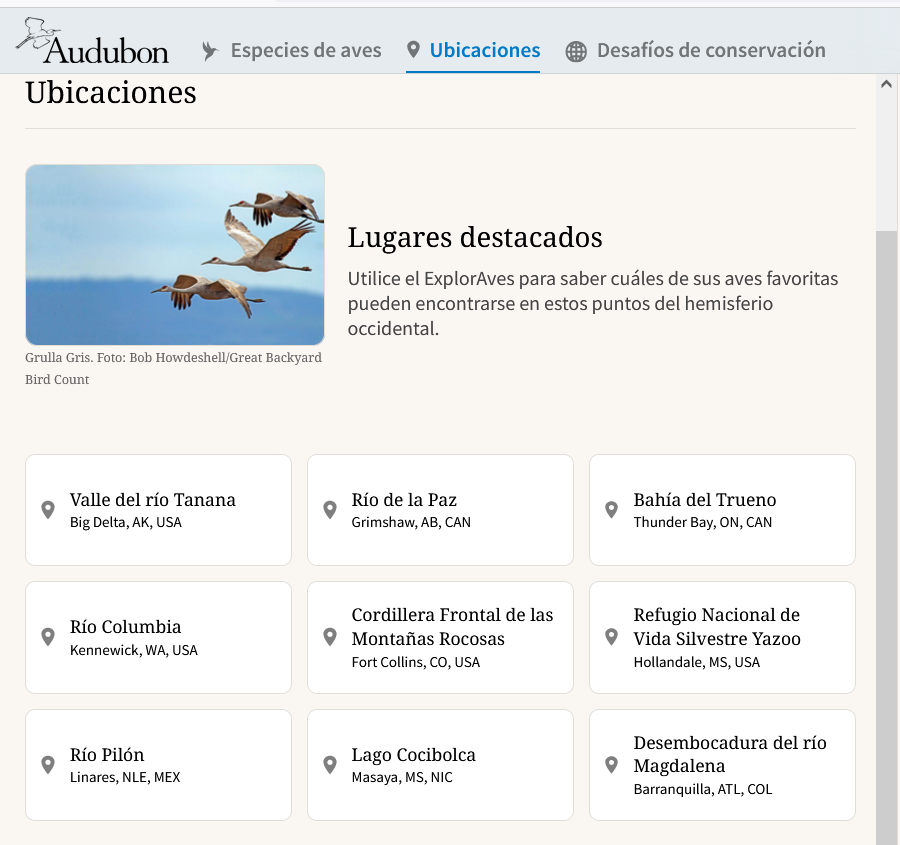 Audubon
Especies de aves
Ubicaciones
Desafíos de conservación
Ubicaciones
Lugares destacados
Utilice el ExplorAves para saber cuáles de sus aves favoritas
pueden encontrarse en estos puntos del hemisferio
occidental.
Grulla Gris. Foto: Bob Howdeshell/Great Backyard
Bird Count
Valle del río Tanana
Big Delta, AK, USA
Río de la Paz
Grimshaw, AB, CAN
Bahía del Trueno
Thunder Bay, ON, CAN
Río Columbia
Kennewick, WA, USA
Cordillera Frontal de las
Montañas Rocosas
Fort Collins, CO, USA
Refugio Nacional de
Vida Silvestre Yazoo
Hollandale, MS, USA
Río Pilón
Linares, NLE, MEX
Lago Cocibolca
Masaya, MS, NIC
Desembocadura del río
Magdalena
Barranquilla, ATL, COL